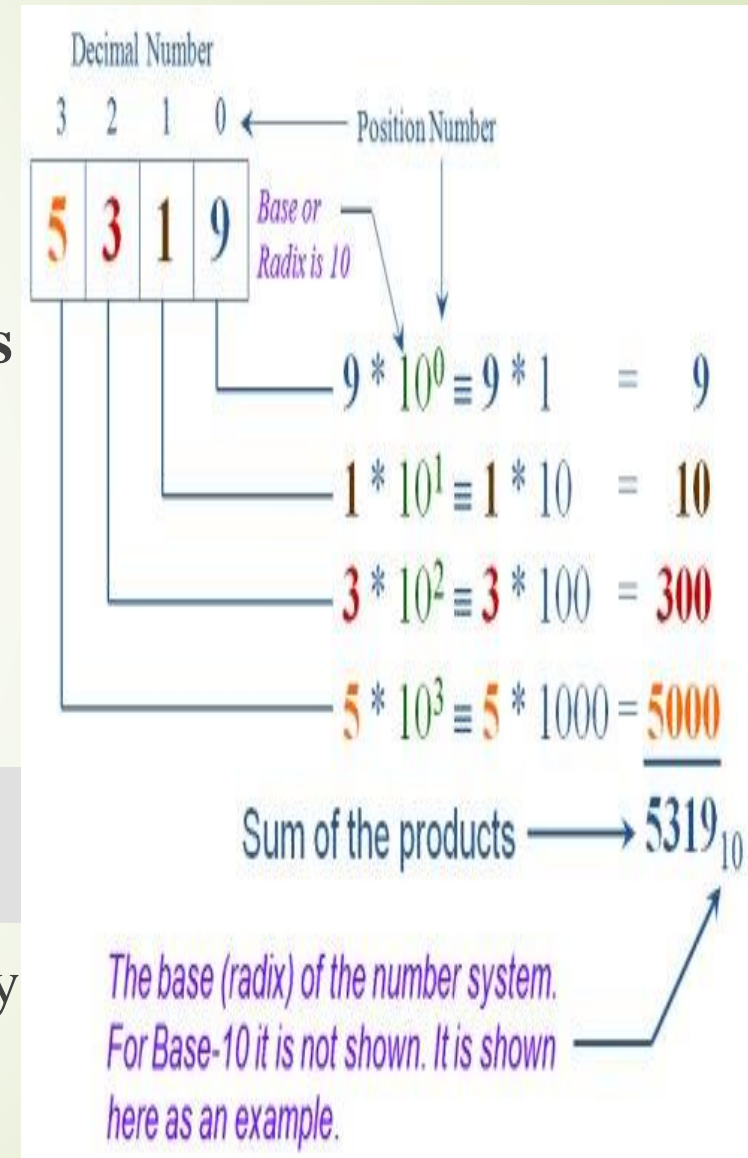 Decimal Number
3 2 1 0
Position Number
5 3 1 9
Base or
Radix is 10
s
9 * 10⁰ ≡ 9 * 1 = 9
1 * 10¹ ≡ 1 * 10 = 10
3 * 10² ≡ 3 * 100 = 300
5 * 10³ ≡ 5 * 1000 = 5000
Sum of the products 5319₁₀
y
The base (radix) of the number system.
For Base-10 it is not shown. It is shown
here as an example.